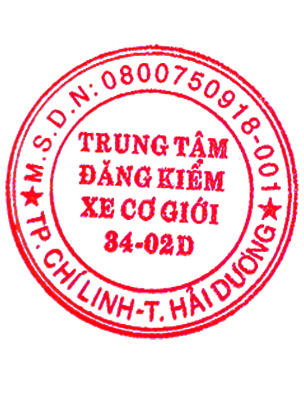 M.S.D.N: 0800750918-001
TRUNG TÂM
ĐĂNG KIỂM
XE CƠ GIỚI
34-02D
TP. CHÍ LINH-T. HẢI DƯƠNG